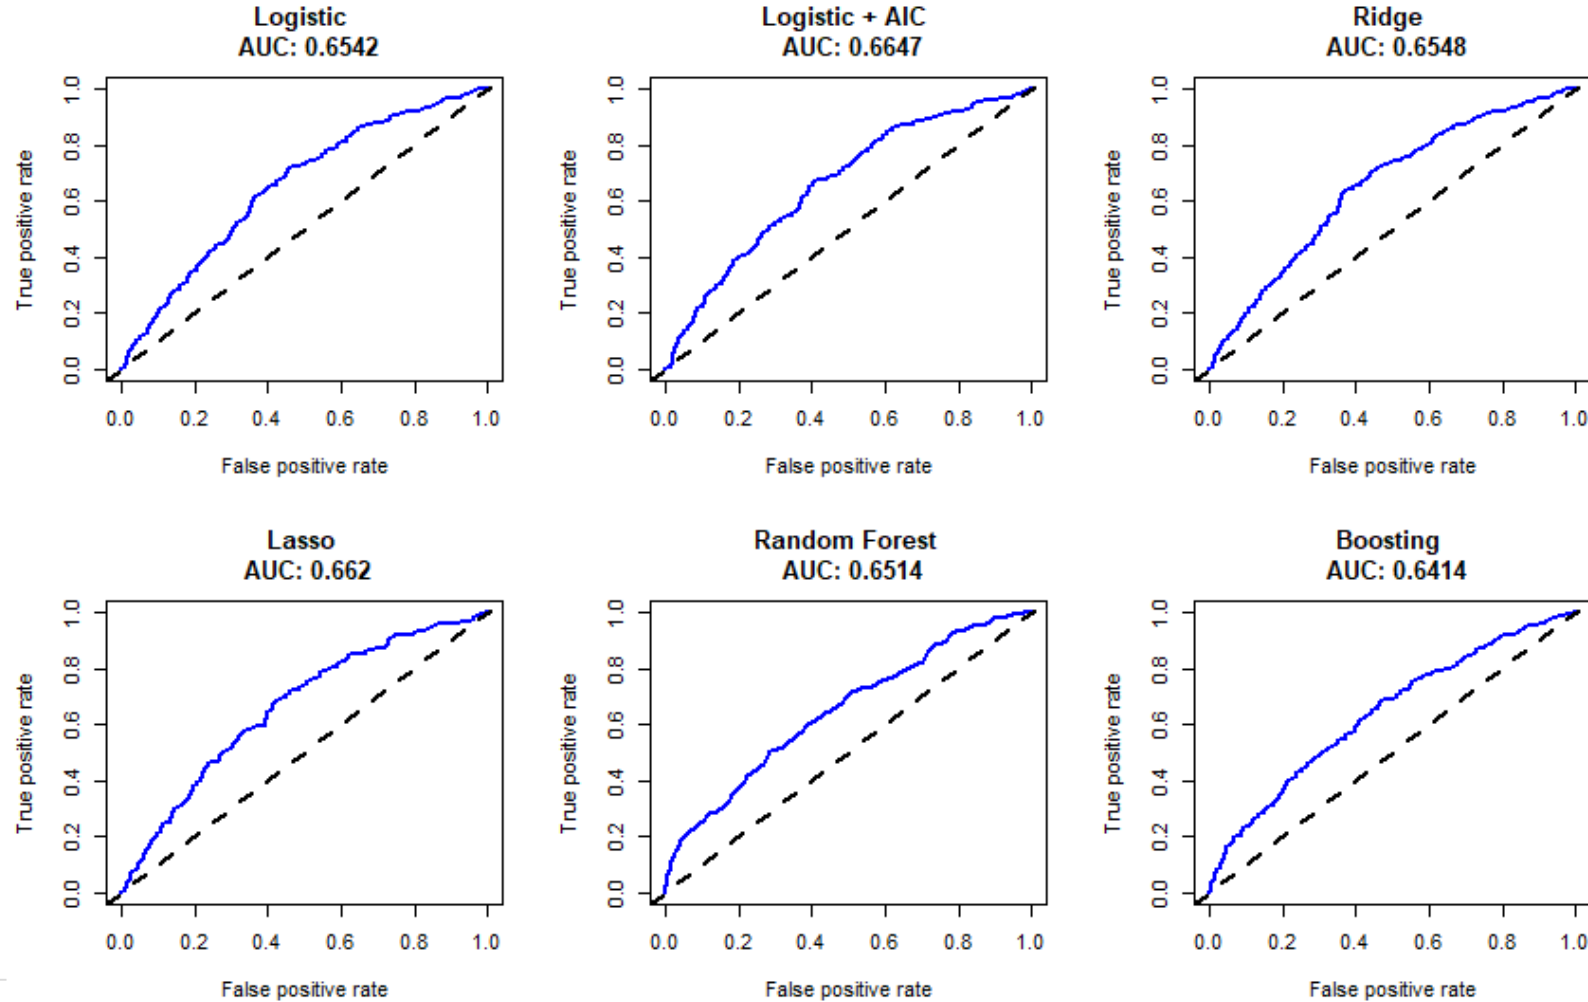 Logistic
AUC: 0.6542
True positive rate
1.0
0.8
0.6
0.4
0.2
0.0
0.0 0.2 0.4 0.6 0.8 1.0
False positive rate
Logistic + AIC
AUC: 0.6647
True positive rate
1.0
0.8
0.6
0.4
0.2
0.0
0.0 0.2 0.4 0.6 0.8 1.0
False positive rate
Ridge
AUC: 0.6548
True positive rate
1.0
0.8
0.6
0.4
0.2
0.0
0.0 0.2 0.4 0.6 0.8 1.0
False positive rate
Lasso
AUC: 0.662
True positive rate
1.0
0.8
0.6
0.4
0.2
0.0
0.0 0.2 0.4 0.6 0.8 1.0
False positive rate
Random Forest
AUC: 0.6514
True positive rate
1.0
0.8
0.6
0.4
0.2
0.0
0.0 0.2 0.4 0.6 0.8 1.0
False positive rate
Boosting
AUC: 0.6414
True positive rate
1.0
0.8
0.6
0.4
0.2
0.0
0.0 0.2 0.4 0.6 0.8 1.0
False positive rate